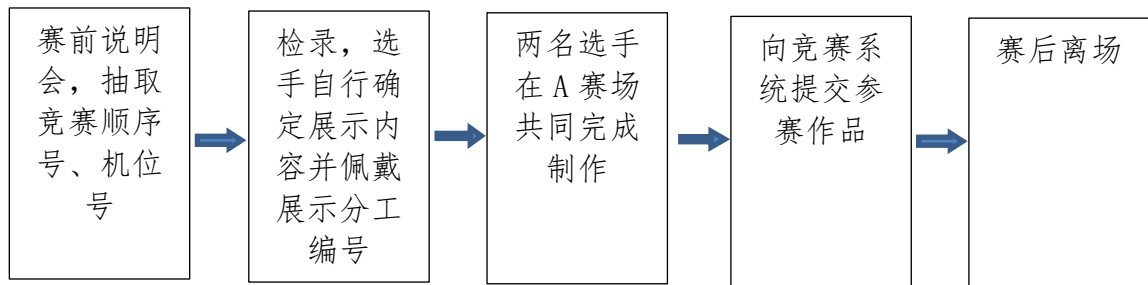 赛前说明
会，抽取
竞赛顺序
号、机位
号
检录，选
手自行确
定展示内
容并佩戴
展示分工
编号
两名选手
在 A 赛场
共同完成
制作
向竞赛系
统提交参
赛作品
赛后离场